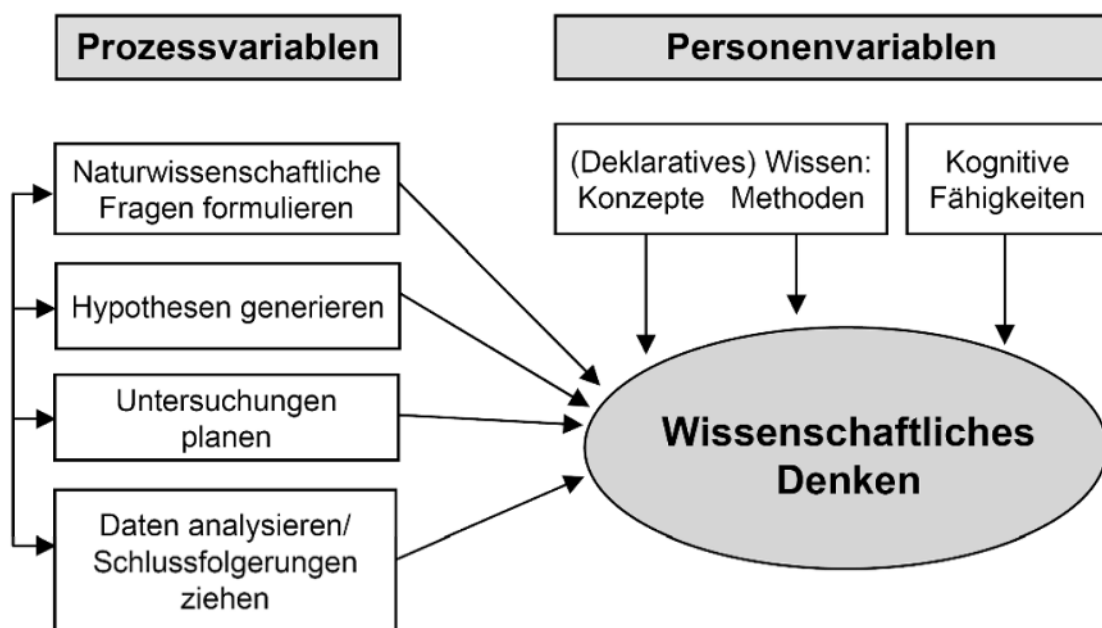 Prozessvariablen
Personenvariablen
Naturwissenschaftliche
Fragen formulieren
Hypothesen generieren
Untersuchungen
planen
Daten analysieren/
Schlussfolgerungen
ziehen
(Deklaratives) Wissen:
Konzepte Methoden
Kognitive
Fähigkeiten
Wissenschaftliches
Denken